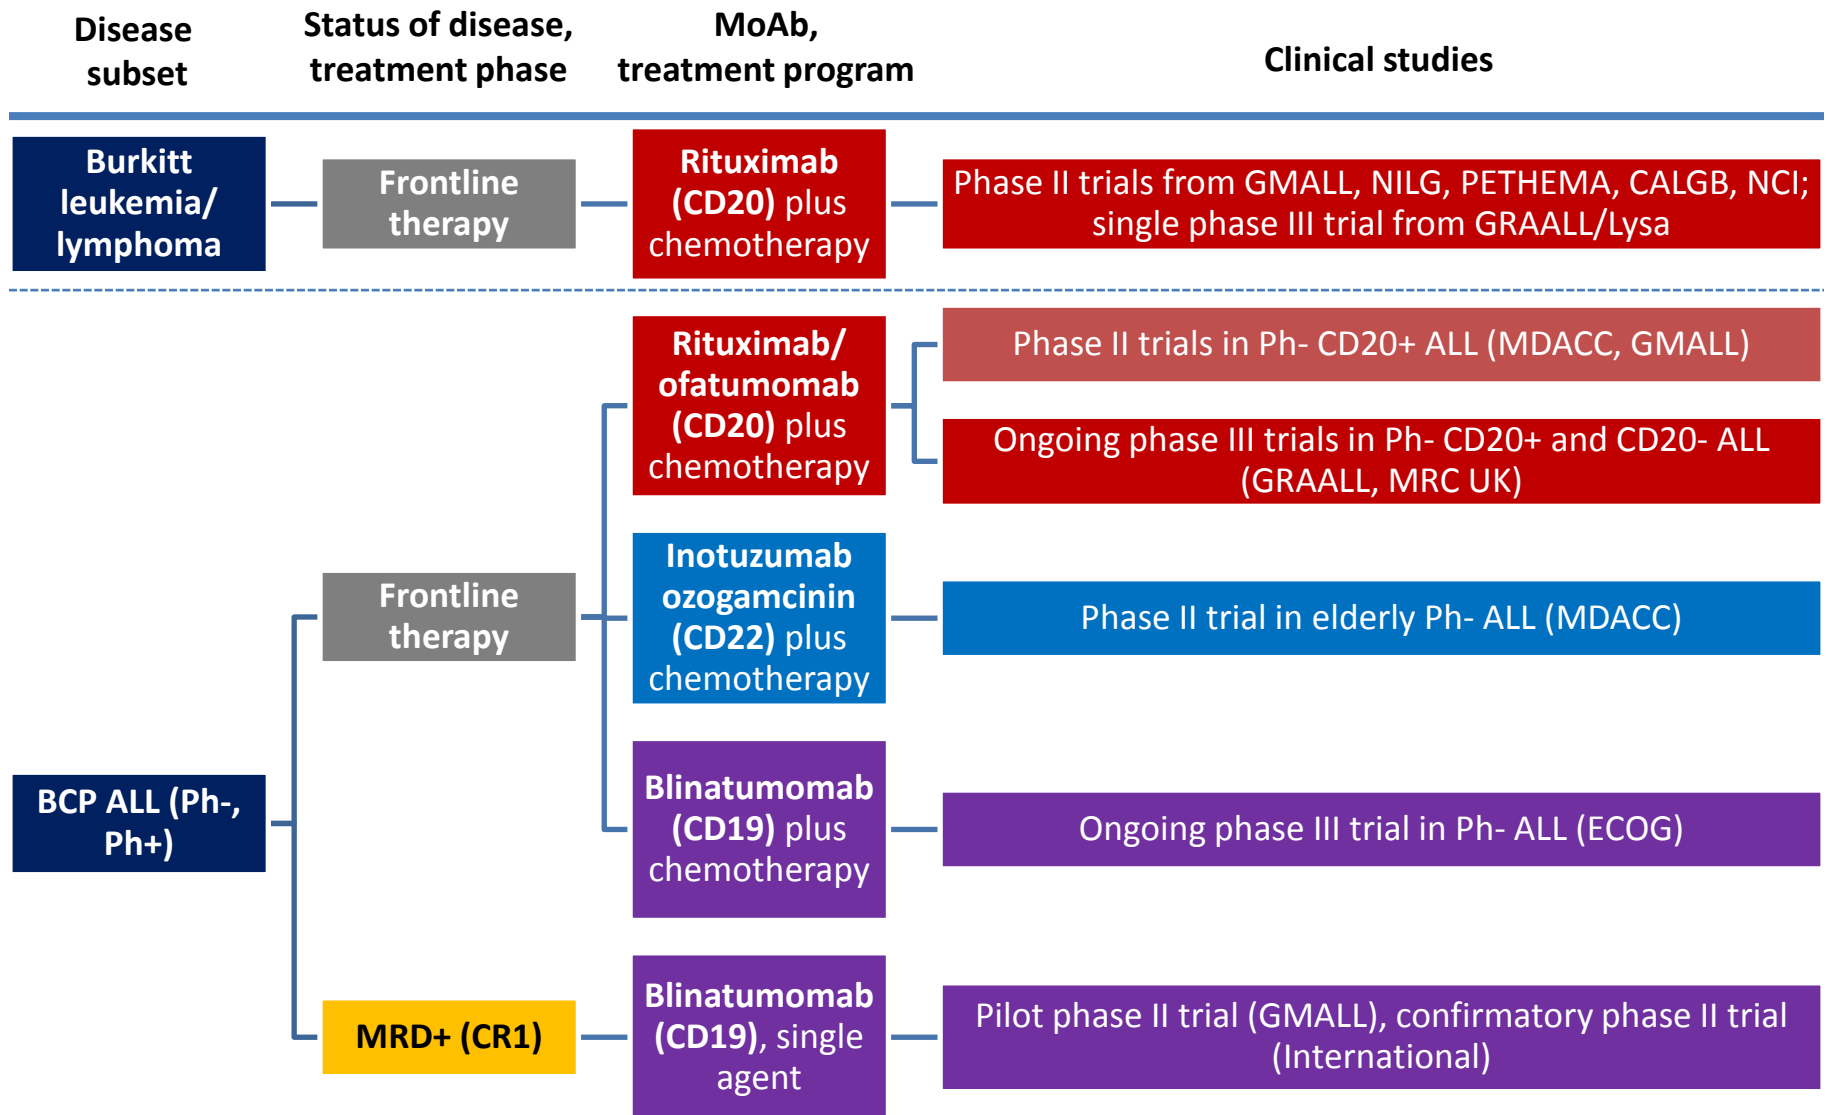 Disease
subset
Status of disease,
treatment phase
MoAb,
treatment program
Clinical studies
Burkitt
leukemia/
lymphoma
Frontline
therapy
Rituximab
(CD20) plus
chemotherapy
Phase II trials from GMALL, NILG, PETHEMA, CALGB, NCI;
single phase III trial from GRAALL/Lysa
BCP ALL (Ph-,
Ph+)
Frontline
therapy
Rituximab/
ofatumomab
(CD20) plus
chemotherapy
Phase II trials in Ph- CD20+ ALL (MDACC, GMALL)
Ongoing phase III trials in Ph- CD20+ and CD20- ALL
(GRAALL, MRC UK)
Inotuzumab
ozogamcinin
(CD22) plus
chemotherapy
Phase II trial in elderly Ph- ALL (MDACC)
Blinatumomab
(CD19) plus
chemotherapy
Ongoing phase III trial in Ph- ALL (ECOG)
MRD+ (CR1)
Blinatumomab
(CD19), single
agent
Pilot phase II trial (GMALL), confirmatory phase II trial
(International)